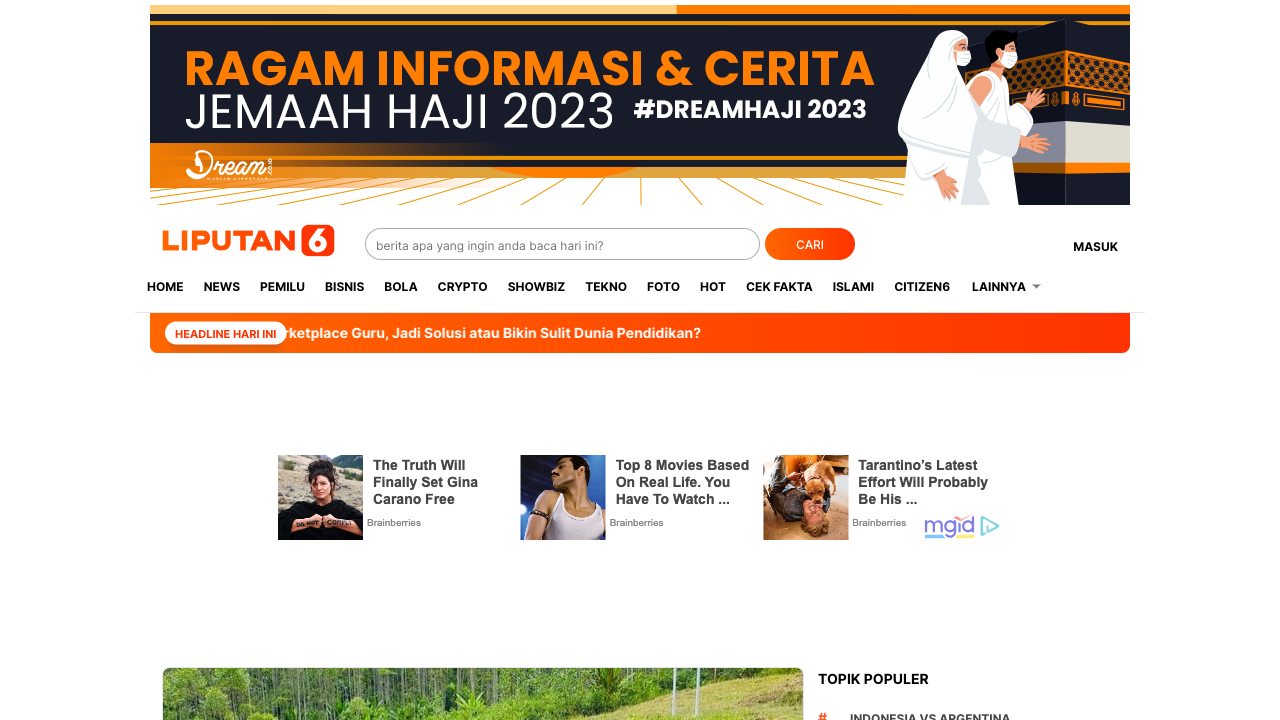 RAGAM INFORMASI & CERITA
JEMAAH HAJI 2023 #DREAMHAJI 2023
Dream.co.id
MUSLIM LIFESTYLE
LIPUTAN 6
berita apa yang ingin anda baca hari ini?
CARI
MASUK
HOME NEWS PEMILU BISNIS BOLA CRYPTO SHOWBIZ TEKNO FOTO HOT CEK FAKTA ISLAMI CITIZEN6 LAINNYA
HEADLINE HARI INI rketplace Guru, Jadi Solusi atau Bikin Sulit Dunia Pendidikan?
The Truth Will
Finally Set Gina
Carano Free
Brainberries
Top 8 Movies Based
On Real Life. You
Have To Watch ...
Brainberries
Tarantino's Latest
Effort Will Probably
Be His ...
Brainberries
mgid
TOPIK POPULER
# INDONESIA VS ARGENTINA